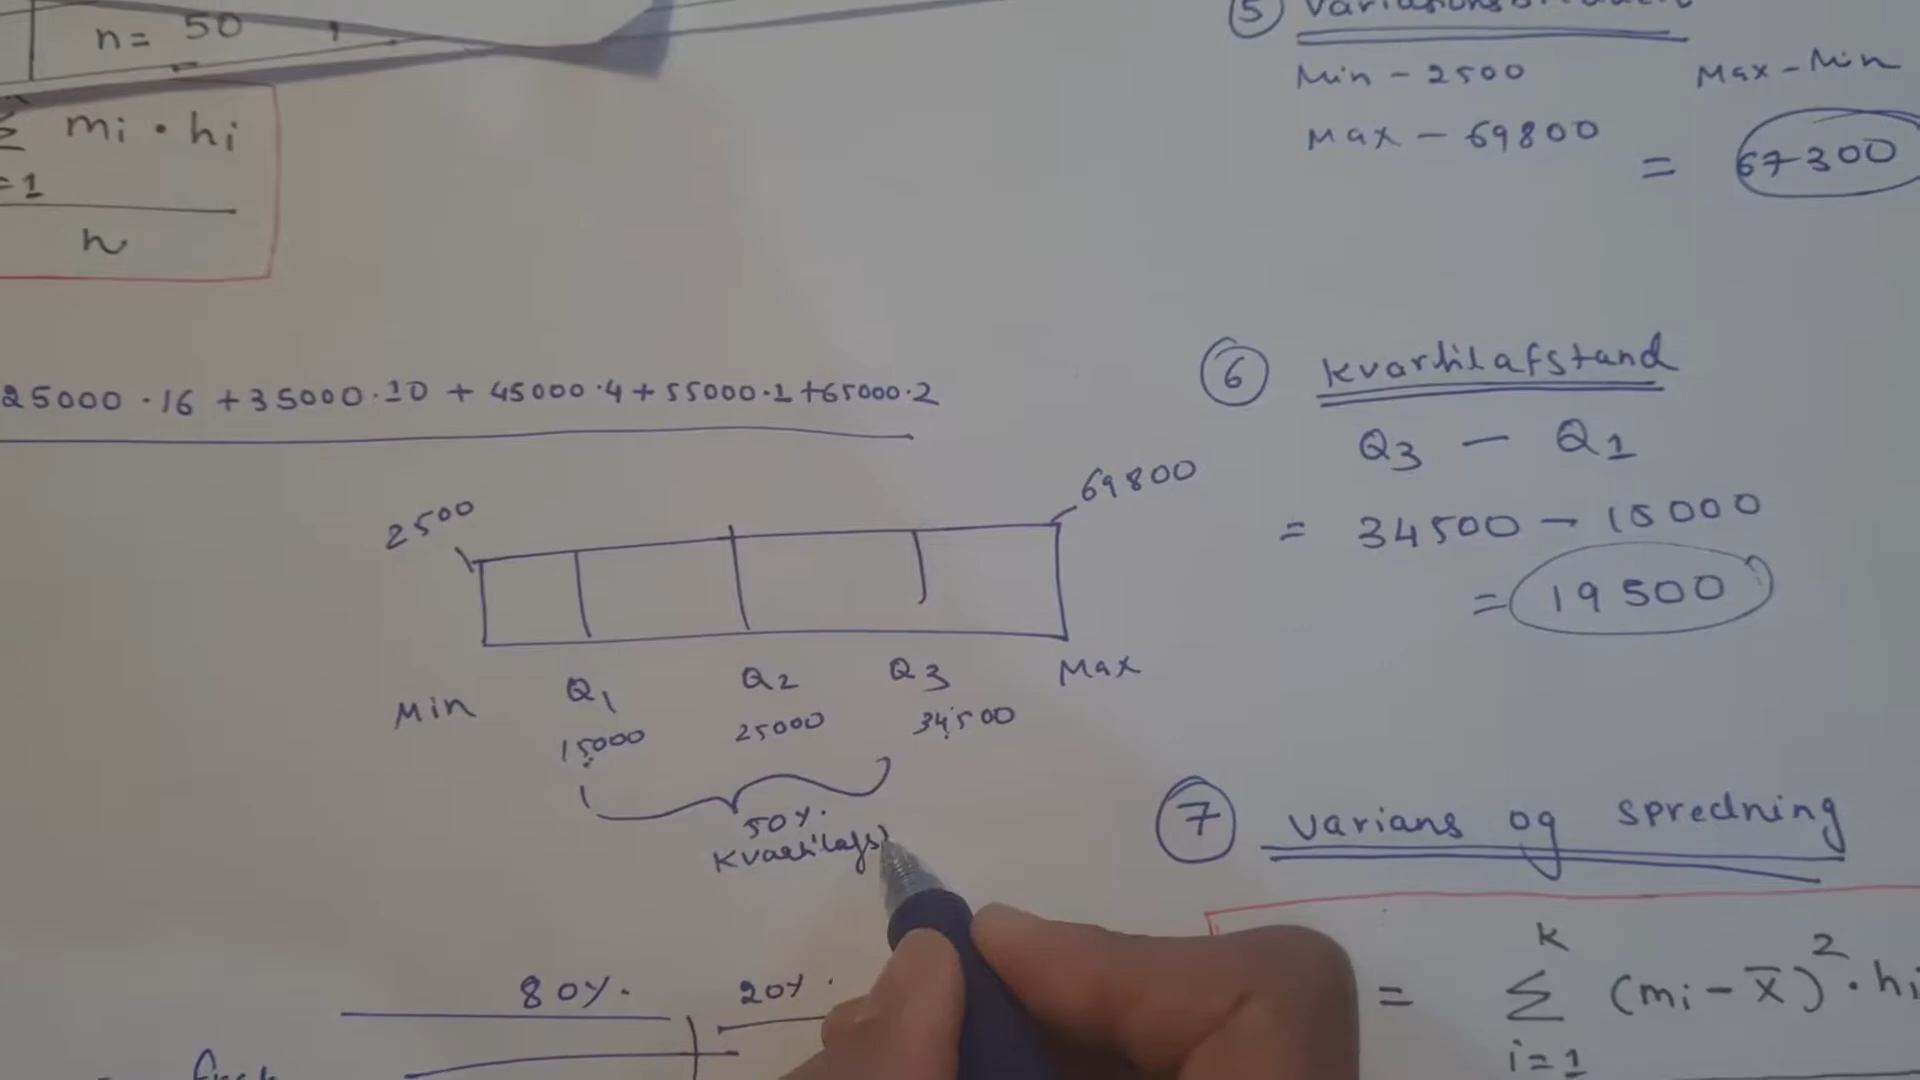 n= 50
mi · hi
=1
n
5
Min - 2500 Max - Min
Max - 69800
= 67300
25000 · 16 + 35000 · 10 + 45000 · 4 + 55000 · 1 + 65000 · 2
6 kvartilafstand
Q3 - Q1
= 34500 - 15000
= 19500
2500 69800
Min Q1 Q2 Q3 Max
15000 25000 34500
50%
Kvartilafs
7 varians og spredning
k
= Σ (mi - x̄)² · hi
i=1
80% 20%